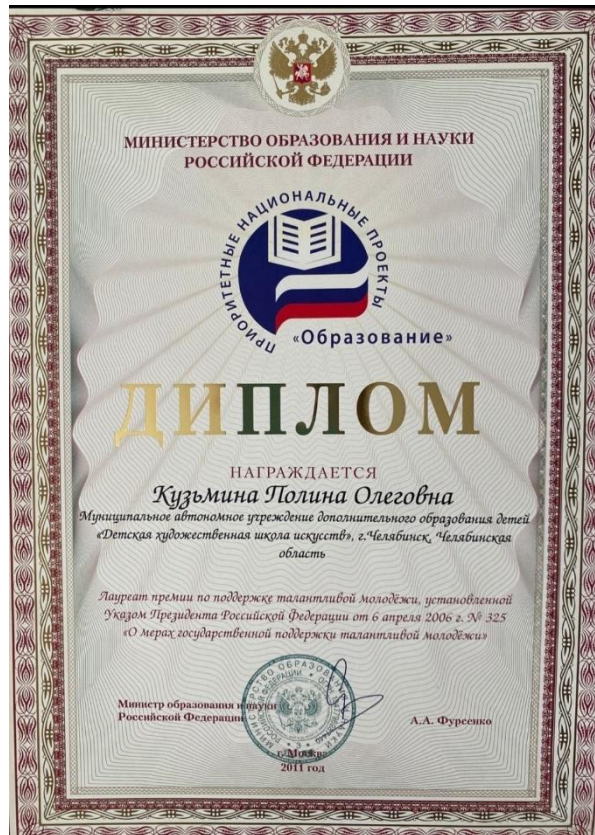 МИНИСТЕРСТВО ОБРАЗОВАНИЯ И НАУКИ
РОССИЙСКОЙ ФЕДЕРАЦИИ
ПРИОРИТЕТНЫЕ НАЦИОНАЛЬНЫЕ ПРОЕКТЫ
«Образование»
ДИПЛОМ
НАГРАЖДАЕТСЯ
Кузьмина Полина Олеговна
Муниципальное автономное учреждение дополнительного образования детей
«Детская художественная школа искусств», г.Челябинск, Челябинская
область
Лауреат премии по поддержке талантливой молодёжи, установленной
Указом Президента Российской Федерации от 6 апреля 2006 г. № 325
«О мерах государственной поддержки талантливой молодёжи»
Министр образования и науки
Российской Федерации
А.А. Фурсенко
г. Москва
2011 год